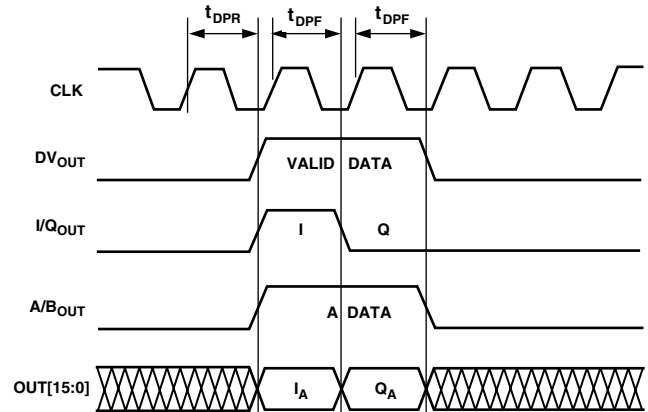 tDPR tDPF tDPF
CLK
DVOUT VALID DATA
I/QOUT I Q
A/BOUT A DATA
OUT[15:0] IA QA